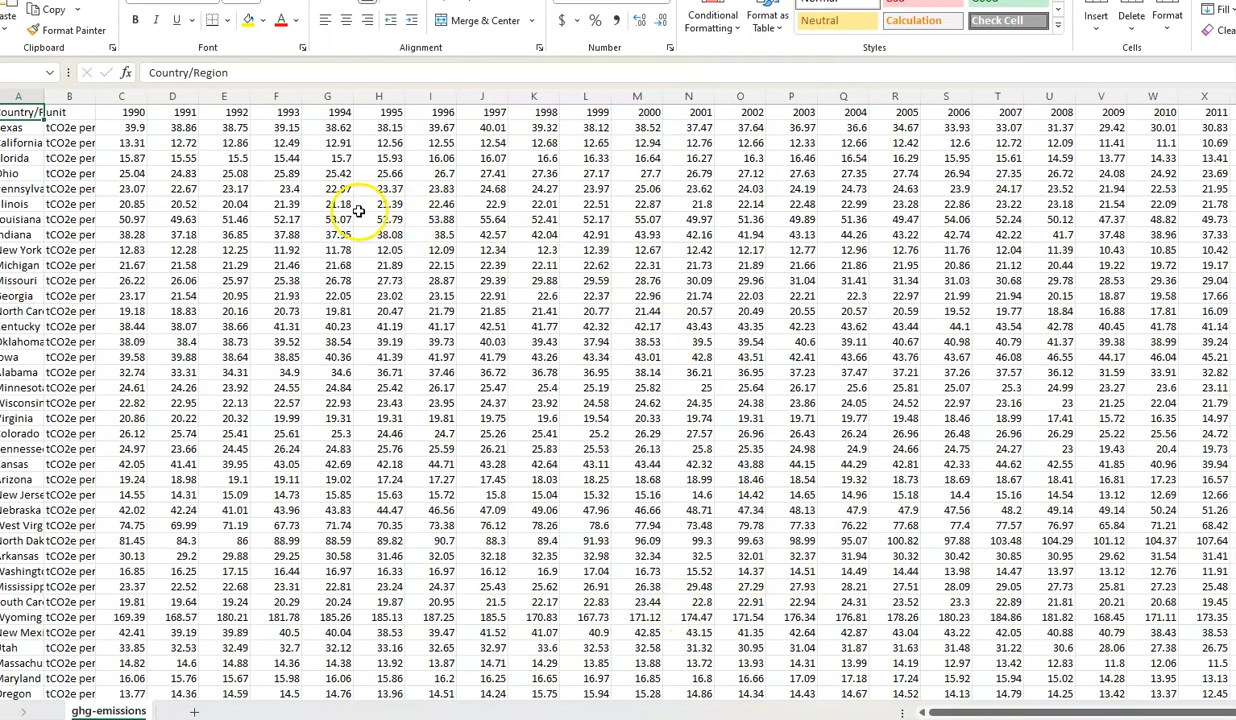 Copy
Format Painter
Clipboard
B I U
Font
Alignment
Merge & Center
$ % ,
Number
Conditional Formatting
Format as Table
Normal Bad Good
Neutral Calculation Check Cell
Styles
Insert Delete Format
Cells
Fill
Clea
fx Country/Region
A B C D E F G H I J K L M N O P Q R S T U V W X
Country/R unit 1990 1991 1992 1993 1994 1995 1996 1997 1998 1999 2000 2001 2002 2003 2004 2005 2006 2007 2008 2009 2010 2011
exas tCO2e per 39.9 38.86 38.75 39.15 38.62 38.15 39.67 40.01 39.32 38.12 38.52 37.47 37.64 36.97 36.6 34.67 33.93 33.07 31.37 29.42 30.01 30.83
California tCO2e per 13.31 12.72 12.86 12.49 12.91 12.56 12.55 12.54 12.68 12.65 12.94 12.76 12.66 12.33 12.66 12.42 12.6 12.72 12.09 11.41 11.1 10.69
lorida tCO2e per 15.87 15.55 15.5 15.44 15.7 15.93 16.06 16.07 16.6 16.33 16.64 16.27 16.3 16.46 16.54 16.29 15.95 15.61 14.59 13.77 14.33 13.41
Ohio tCO2e per 25.04 24.83 25.08 25.89 25.42 25.66 26.7 27.41 27.36 27.17 27.7 26.79 27.12 27.63 27.35 27.72 27.04 27.35 26.72 24.08 24.92 23.69
Pennsylva tCO2e per 23.07 22.67 23.17 23.4 22.97 23.37 23.83 24.68 24.27 23.97 25.06 23.62 24.03 24.19 24.73 24.63 23.9 24.17 23.52 21.94 22.53 21.95
llinois tCO2e per 20.85 20.52 20.04 21.39 21.18 21.39 22.46 22.9 22.01 22.51 22.87 21.8 22.14 22.48 22.99 23.28 22.86 23.22 23.18 21.54 22.09 21.78
ouisiana tCO2e per 50.97 49.63 51.46 52.17 53.07 52.79 53.88 55.64 52.41 52.17 55.07 49.97 51.36 49.89 51.36 51.49 54.06 52.24 50.12 47.37 48.82 49.73
ndiana tCO2e per 38.28 37.18 36.85 37.88 37.95 38.08 38.5 42.57 42.04 42.91 43.93 42.16 41.94 43.13 44.26 43.22 42.74 42.22 41.7 37.48 38.96 37.33
New York tCO2e per 12.83 12.28 12.25 11.92 11.78 12.05 12.09 12.34 12.3 12.39 12.67 12.42 12.17 12.77 12.96 12.76 11.76 12.04 11.29 10.43 10.85 10.42
Michigan tCO2e per 21.67 21.58 21.29 21.46 21.68 21.89 22.15 22.39 22.11 22.62 22.31 21.73 21.89 21.66 21.86 21.95 20.86 21.12 20.44 19.22 19.72 19.17
Missouri tCO2e per 26.22 26.06 25.97 25.38 26.78 27.73 28.87 29.39 29.88 29.59 30.58 30.09 29.96 31.04 31.41 31.34 31.03 30.68 29.78 28.53 29.36 29.04
Georgia tCO2e per 23.17 21.54 20.95 21.93 22.05 23.02 23.15 22.91 22.6 22.37 22.96 21.74 22.03 22.21 22.3 22.97 21.99 21.94 20.15 18.87 19.58 17.66
North Car tCO2e per 19.18 18.83 20.16 20.73 19.81 20.47 21.79 21.85 21.41 20.77 21.44 20.57 20.49 20.55 20.57 20.59 19.52 19.77 18.84 16.88 17.81 16.01
entucky tCO2e per 38.44 38.07 38.66 41.31 40.23 41.19 41.17 42.51 41.77 42.32 42.17 43.43 43.43 42.23 43.62 43.44 44.1 43.54 42.78 40.45 41.78 41.14
Oklahoma tCO2e per 38.09 38.4 38.73 39.52 38.54 39.19 39.73 40.03 39.43 37.94 38.53 39.5 39.54 40.6 39.11 40.67 40.98 40.79 41.37 39.38 38.99 39.24
owa tCO2e per 39.58 39.88 38.64 38.85 40.36 41.39 41.97 41.79 43.26 43.34 43.01 42.8 43.51 42.41 43.66 43.76 43.67 46.08 46.55 44.17 46.04 45.21
Alabama tCO2e per 32.74 33.31 34.31 34.9 34.6 36.71 37.46 36.72 36.75 36.85 38.14 36.21 36.95 37.23 37.47 37.21 37.26 37.57 36.12 31.59 33.91 32.82
Minnesota tCO2e per 24.61 24.26 23.92 24.55 24.84 25.42 26.17 25.47 25.4 25.19 25.82 25 25.64 26.17 25.6 25.81 25.07 25.3 24.99 23.27 23.6 23.11
Wisconsin tCO2e per 22.82 22.95 22.13 22.57 22.93 23.43 23.95 24.37 23.92 24.58 24.62 24.35 24.38 23.86 24.05 24.52 22.97 23.16 23 21.25 22.04 21.79
Virginia tCO2e per 20.86 20.22 20.32 19.99 19.31 19.31 19.81 19.75 19.6 19.54 20.33 19.74 19.31 19.71 19.77 19.48 18.46 18.99 17.41 15.72 16.35 14.97
Colorado tCO2e per 26.12 25.74 25.41 25.61 25.3 24.46 24.7 25.26 25.41 25.2 26.29 27.57 26.96 26.43 26.24 26.96 26.48 26.96 26.29 25.22 25.56 24.72
ennessee tCO2e per 24.97 23.66 24.45 26.24 24.83 25.76 25.59 26.21 25.83 25.53 26.13 25.8 25.14 24.6 24.9 24.66 24.75 24.27 23 19.43 20.4 19.73
ansas tCO2e per 42.05 41.41 39.95 43.05 42.69 42.18 44.71 43.28 42.64 43.11 43.44 42.32 43.88 44.15 44.29 42.81 42.33 44.62 42.55 41.85 40.96 39.94
Arizona tCO2e per 19.24 18.98 19.1 19.11 19.02 17.24 17.27 17.45 18.03 18.25 18.68 18.99 18.46 18.54 19.32 18.73 18.69 18.67 18.41 16.81 17.23 16.57
New Jerse tCO2e per 14.55 14.31 15.09 14.73 15.85 15.63 15.72 15.8 15.04 15.32 15.16 14.6 14.42 14.65 14.96 15.18 14.4 15.16 14.54 13.12 12.69 12.66
Nebraska tCO2e per 42.02 42.24 41.01 43.96 43.83 44.47 46.56 47.09 49.06 47.96 46.66 48.71 47.34 48.13 47.9 47.9 47.56 48.2 49.14 49.14 50.24 51.26
West Virg tCO2e per 74.75 69.99 71.19 67.73 71.74 70.35 73.38 76.12 78.26 78.6 77.94 73.48 79.78 77.33 76.22 77.68 77.4 77.57 76.97 65.84 71.21 68.42
North Dak tCO2e per 81.45 84.3 86 88.99 88.59 89.82 90.7 88.3 89.4 91.93 96.09 99.3 99.63 98.99 95.07 100.82 97.88 103.48 104.29 101.12 104.37 107.64
Arkansas tCO2e per 30.13 29.2 29.88 29.25 30.58 31.46 32.05 32.18 32.35 32.98 32.34 32.5 32.01 31.94 30.32 30.08 30.42 30.85 30.95 29.62 31.54 31.41
Washingto tCO2e per 16.85 16.25 17.15 16.44 16.97 16.33 16.97 16.6 16.9 17.04 16.73 15.52 14.37 14.51 14.49 14.44 13.98 14.47 13.97 13.12 12.76 11.91
Mississipp tCO2e per 23.37 22.52 22.68 23.31 22.81 23.24 24.37 25.43 25.62 26.91 26.38 29.48 27.29 27.93 28.21 27.51 28.09 29.05 27.73 25.81 27.23 25.48
outh Carc tCO2e per 19.81 19.64 19.24 20.29 20.24 19.87 20.95 21.5 22.17 22.83 23.44 22.8 22.91 22.94 24.31 23.52 23.3 22.89 21.81 20.21 20.68 19.45
Wyoming tCO2e per 169.39 168.57 180.21 181.78 185.26 185.13 187.25 185.5 170.83 167.73 171.12 174.47 171.54 174.34 176.81 178.26 180.23 184.86 181.82 168.45 171.11 173.35
New Mexi tCO2e per 42.41 39.19 39.89 40.5 40.04 38.53 39.47 41.52 41.07 40.9 42.85 43.15 41.35 42.64 42.87 43.04 43.22 42.05 40.88 40.79 38.43 38.53
Utah tCO2e per 33.85 32.53 32.49 32.7 32.12 33.16 32.65 32.97 33.6 32.53 32.58 31.32 30.95 31.04 31.87 31.63 31.48 31.22 30.6 28.06 27.38 26.75
Massachu tCO2e per 14.82 14.6 14.88 14.36 14.38 13.92 13.87 14.71 14.29 13.85 13.88 13.72 13.93 14.31 13.99 14.19 12.97 13.42 12.83 11.8 12.06 11.5
Maryland tCO2e per 16.06 15.76 15.67 15.98 16.06 15.86 16.2 16.25 16.41 16.66 16.85 16.8 16.66 17.09 17.18 17.24 15.92 15.94 15.02 14.28 13.95 13.12
Oregon tCO2e per 13.77 14.36 14.59 14.5 14.76 13.96 14.51 14.24 15.75 15.94 15.28 14.86 14.34 14.43 14.67 14.52 14.13 14.79 14.25 13.42 13.37 12.45
ghg-emissions +